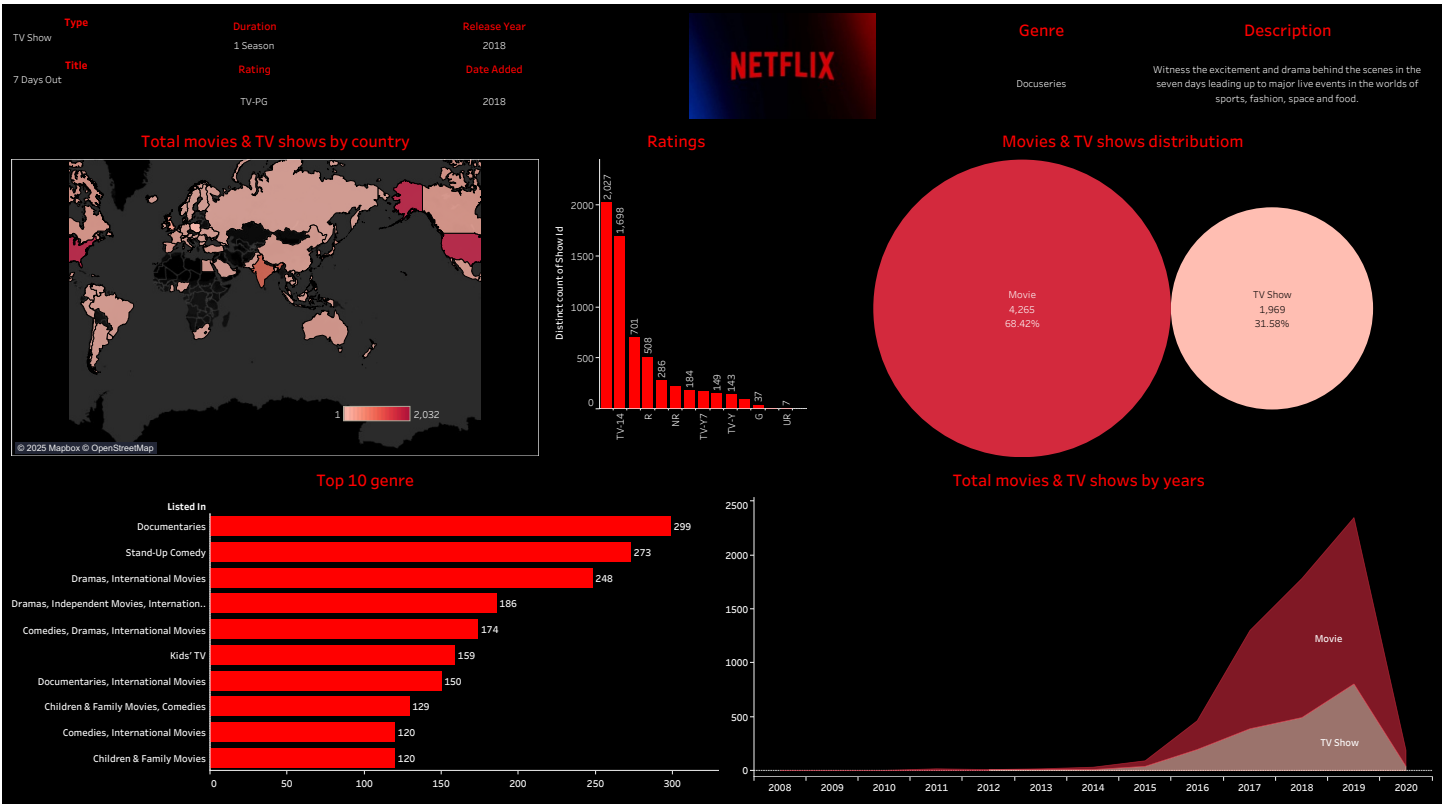 Type
TV Show
Title
7 Days Out
Duration
1 Season
Rating
TV-PG
Release Year
2018
Date Added
2018
NETFLIX
Genre
Docuseries
Description
Witness the excitement and drama behind the scenes in the
seven days leading up to major live events in the worlds of
sports, fashion, space and food.
Total movies & TV shows by country
1
2,032
© 2025 Mapbox © OpenStreetMap
Ratings
Distinct count of Show Id
2000
1500
1000
500
0
2,027
1,698
701
508
286
184
149
143
37
7
TV-14
R
NR
TV-Y7
TV-Y
G
UR
Movies & TV shows distributiom
Movie
4,265
68.42%
TV Show
1,969
31.58%
Top 10 genre
Listed In
Documentaries
299
Stand-Up Comedy
273
Dramas, International Movies
248
Dramas, Independent Movies, Internation..
186
Comedies, Dramas, International Movies
174
Kids' TV
159
Documentaries, International Movies
150
Children & Family Movies, Comedies
129
Comedies, International Movies
120
Children & Family Movies
120
0 50 100 150 200 250 300
Total movies & TV shows by years
2500
2000
1500
1000
500
0
Movie
TV Show
2008 2009 2010 2011 2012 2013 2014 2015 2016 2017 2018 2019 2020